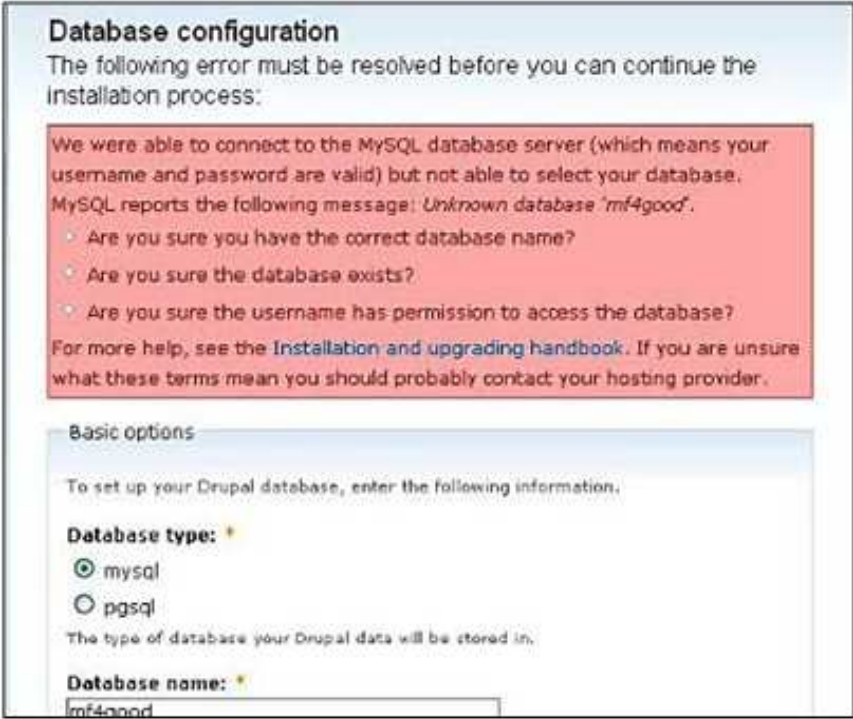 Database configuration
The following error must be resolved before you can continue the
installation process:
We were able to connect to the MySQL database server (which means your
username and password are valid) but not able to select your database.
MySQL reports the following message: Unknown database 'mf4good'.
Are you sure you have the correct database name?
Are you sure the database exists?
Are you sure the username has permission to access the database?
For more help, see the Installation and upgrading handbook. If you are unsure
what these terms mean you should probably contact your hosting provider.
Basic options
To set up your Drupal database, enter the following information.
Database type: *
mysql
pgsql
The type of database your Drupal data will be stored in.
Database name: *
mf4good